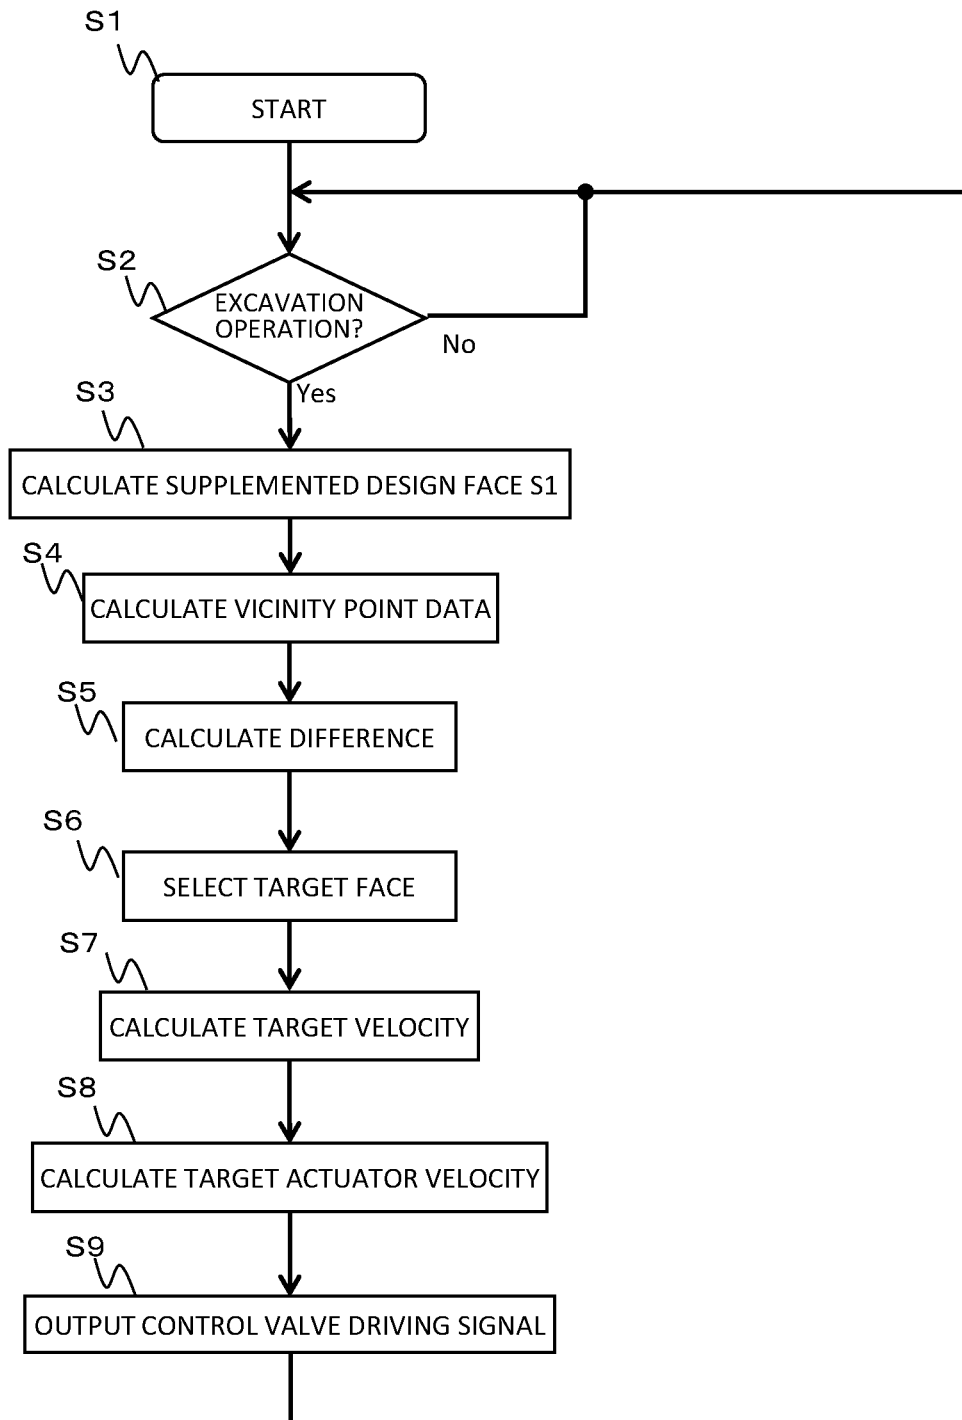 S1
START
S2
EXCAVATION
OPERATION?
No
Yes
S3
CALCULATE SUPPLEMENTED DESIGN FACE S1
S4
CALCULATE VICINITY POINT DATA
S5
CALCULATE DIFFERENCE
S6
SELECT TARGET FACE
S7
CALCULATE TARGET VELOCITY
S8
CALCULATE TARGET ACTUATOR VELOCITY
S9
OUTPUT CONTROL VALVE DRIVING SIGNAL